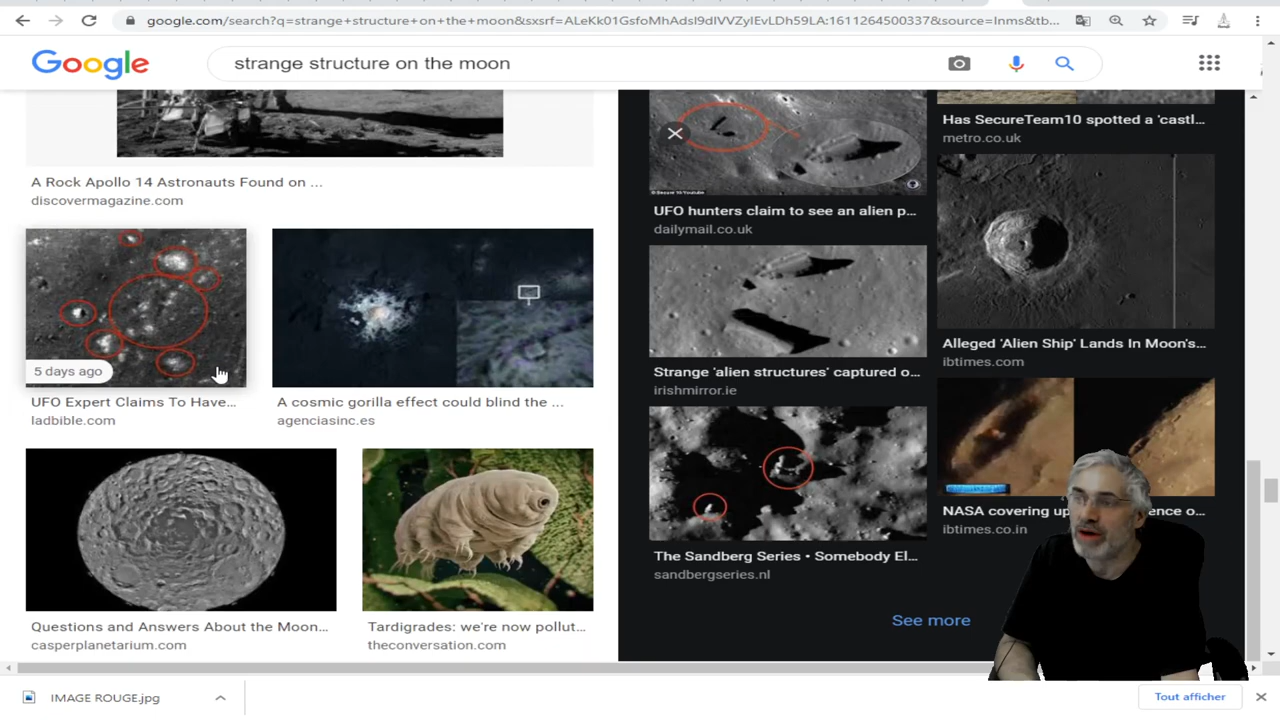 google.com/search?q=strange+structure+on+the+moon&sxsrf=ALeKk01GsfoMhAdsI9dIVVZyIEvLDh59LA:1611264500337&source=lnms&tb...
Google
strange structure on the moon
A Rock Apollo 14 Astronauts Found on ...
discovermagazine.com
5 days ago
UFO Expert Claims To Have...
ladbible.com
A cosmic gorilla effect could blind the ...
agenciasinc.es
Questions and Answers About the Moon...
casperplanetarium.com
Tardigrades: we're now pollut...
theconversation.com
UFO hunters claim to see an alien p...
dailymail.co.uk
Strange 'alien structures' captured o...
irishmirror.ie
The Sandberg Series • Somebody El...
sandbergseries.nl
Has SecureTeam10 spotted a 'castl...
metro.co.uk
Alleged 'Alien Ship' Lands In Moon's...
ibtimes.com
NASA covering up ence o...
ibtimes.co.in
See more
IMAGE ROUGE.jpg
Tout afficher